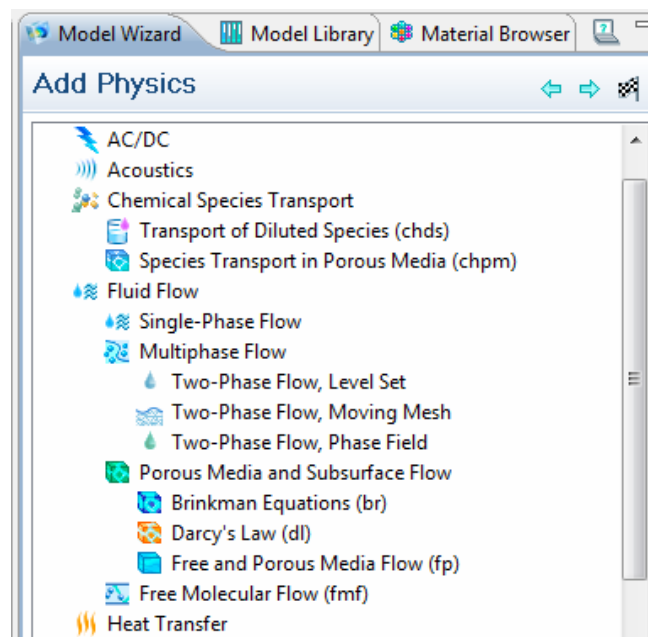 Model Wizard Model Library Material Browser
Add Physics
AC/DC
Acoustics
Chemical Species Transport
Transport of Diluted Species (chds)
Species Transport in Porous Media (chpm)
Fluid Flow
Single-Phase Flow
Multiphase Flow
Two-Phase Flow, Level Set
Two-Phase Flow, Moving Mesh
Two-Phase Flow, Phase Field
Porous Media and Subsurface Flow
Brinkman Equations (br)
Darcy's Law (dl)
Free and Porous Media Flow (fp)
Free Molecular Flow (fmf)
Heat Transfer